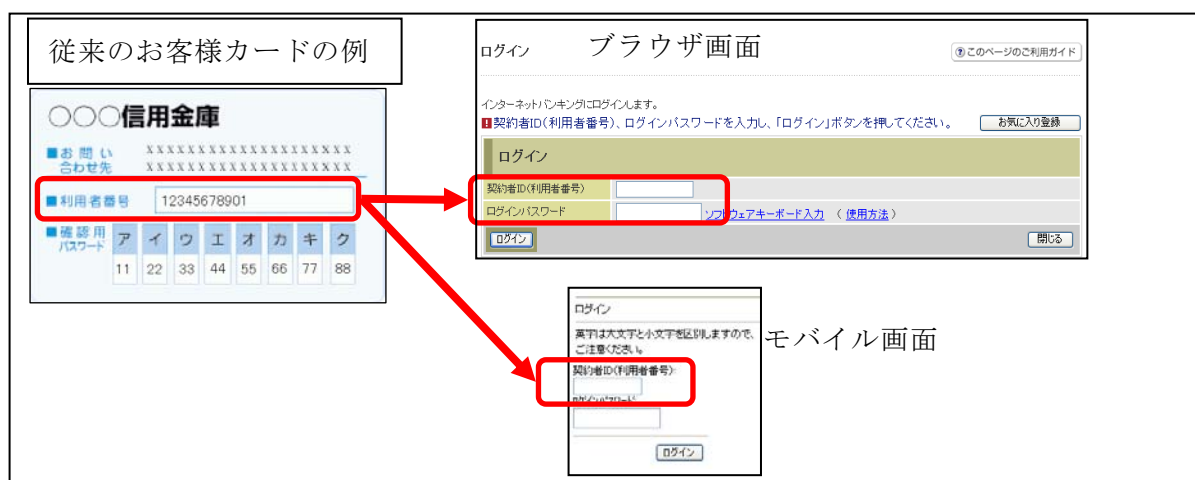 従来のお客様カードの例
○○○信用金庫
■お問い合わせ先
XXXXXXXXXXXXXXXXXXXX
XXXXXXXXXXXXXXXXXXXX
■利用者番号 12345678901
■確認用パスワード
ア イ ウ エ オ カ キ ク
11 22 33 44 55 66 77 88
ログイン
ブラウザ画面
?このページのご利用ガイド
インターネットバンキングにログインします。
!契約者ID(利用者番号)、ログインパスワードを入力し、「ログイン」ボタンを押してください。
お気に入り登録
ログイン
契約者ID(利用者番号)
ログインパスワード
ソフトウェアキーボード入力 (使用方法)
ログイン
閉じる
ログイン
英字は大文字と小文字を区別しますので、
ご注意ください。
契約者ID(利用者番号):
ログインパスワード:
ログイン
モバイル画面